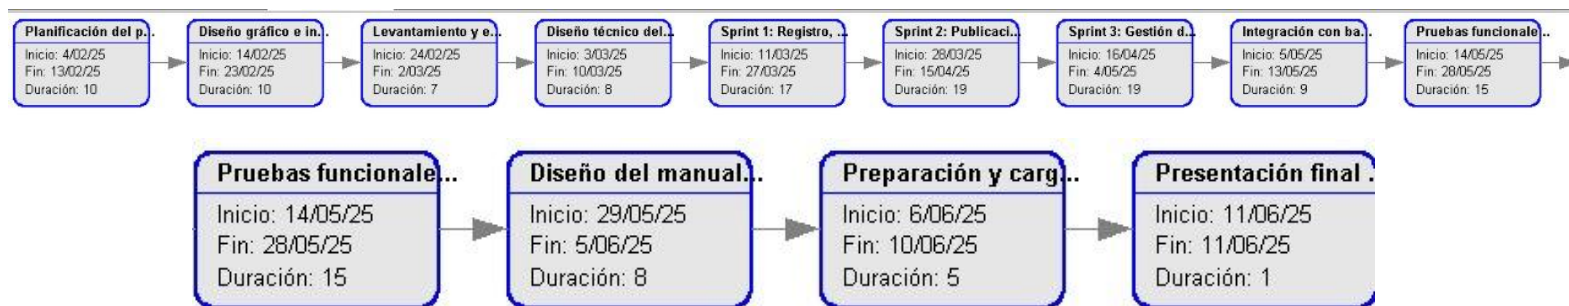 Planificación del p...
Inicio: 4/02/25
Fin: 13/02/25
Duración: 10
Diseño gráfico e in...
Inicio: 14/02/25
Fin: 23/02/25
Duración: 10
Levantamiento y e...
Inicio: 24/02/25
Fin: 2/03/25
Duración: 7
Diseño técnico del...
Inicio: 3/03/25
Fin: 10/03/25
Duración: 8
Sprint 1: Registro, ...
Inicio: 11/03/25
Fin: 27/03/25
Duración: 17
Sprint 2: Publicaci...
Inicio: 28/03/25
Fin: 15/04/25
Duración: 19
Sprint 3: Gestión d...
Inicio: 16/04/25
Fin: 4/05/25
Duración: 19
Integración con ba...
Inicio: 5/05/25
Fin: 13/05/25
Duración: 9
Pruebas funcionale...
Inicio: 14/05/25
Fin: 28/05/25
Duración: 15
Pruebas funcionale...
Inicio: 14/05/25
Fin: 28/05/25
Duración: 15
Diseño del manual...
Inicio: 29/05/25
Fin: 5/06/25
Duración: 8
Preparación y carg...
Inicio: 6/06/25
Fin: 10/06/25
Duración: 5
Presentación final .
Inicio: 11/06/25
Fin: 11/06/25
Duración: 1